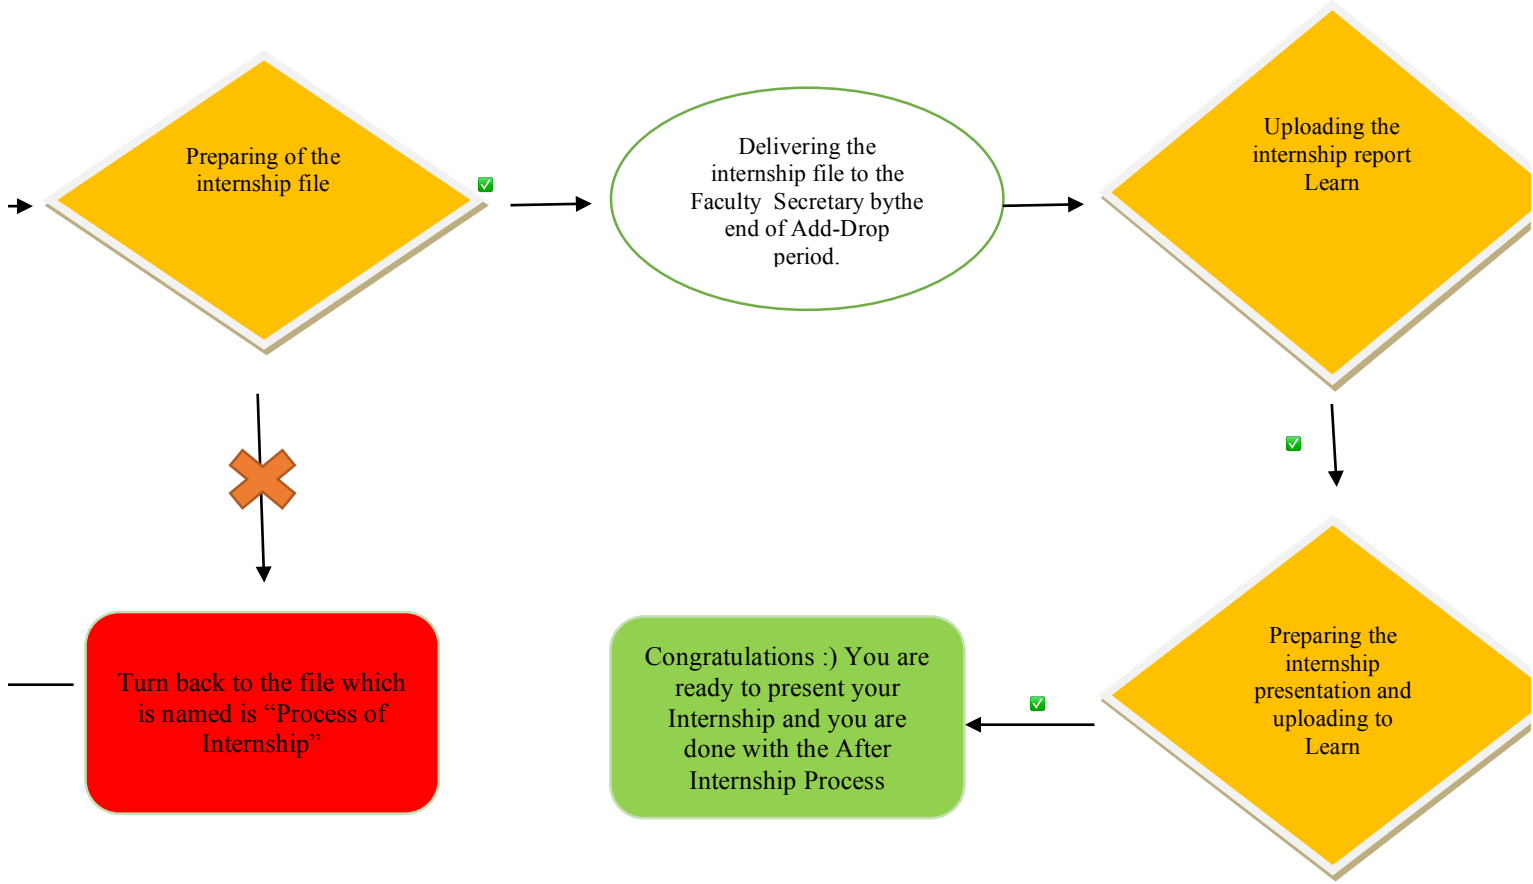 Preparing of the
internship file
Delivering the
internship file to the
Faculty Secretary bythe
end of Add-Drop
period.
Uploading the
internship report
Learn
Turn back to the file which
is named is “Process of
Internship”
Congratulations :) You are
ready to present your
Internship and you are
done with the After
Internship Process
Preparing the
internship
presentation and
uploading to
Learn